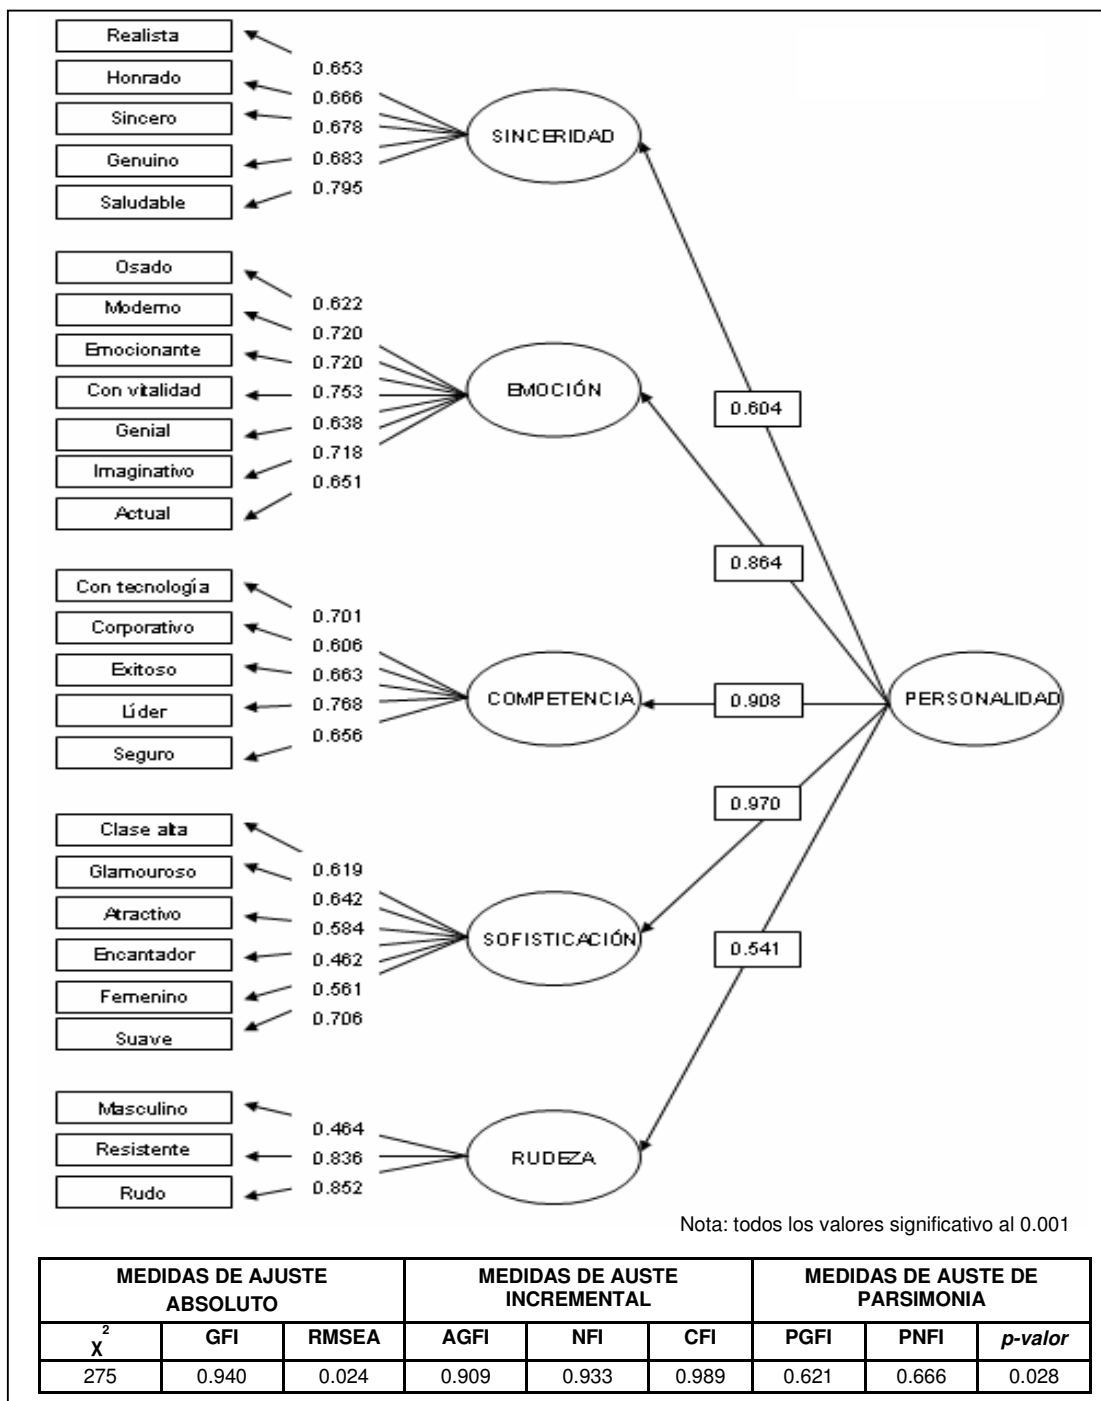 Realista
0.653
Honrado
0.666
Sincero
0.678
Genuino
0.683
Saludable
0.795
SINCERIDAD
Osado
0.622
Moderno
0.720
Emocionante
0.720
Con vitalidad
0.753
Genial
0.638
Imaginativo
0.718
Actual
0.651
EMOCIÓN
0.604
0.864
Con tecnología
0.701
Corporativo
0.606
Exitoso
0.663
Líder
0.768
Seguro
0.656
COMPETENCIA
0.908
PERSONALIDAD
0.970
Clase alta
0.619
Glamouroso
0.642
Atractivo
0.584
Encantador
0.462
Femenino
0.561
Suave
0.706
SOFISTICACIÓN
0.541
Masculino
0.464
Resistente
0.836
Rudo
0.852
RUDEZA
Nota: todos los valores significativo al 0.001
MEDIDAS DE AJUSTE
ABSOLUTO
MEDIDAS DE AUSTE
INCREMENTAL
MEDIDAS DE AUSTE DE
PARSIMONIA
χ² GFI RMSEA AGFI NFI CFI PGFI PNFI p-valor
275 0.940 0.024 0.909 0.933 0.989 0.621 0.666 0.028